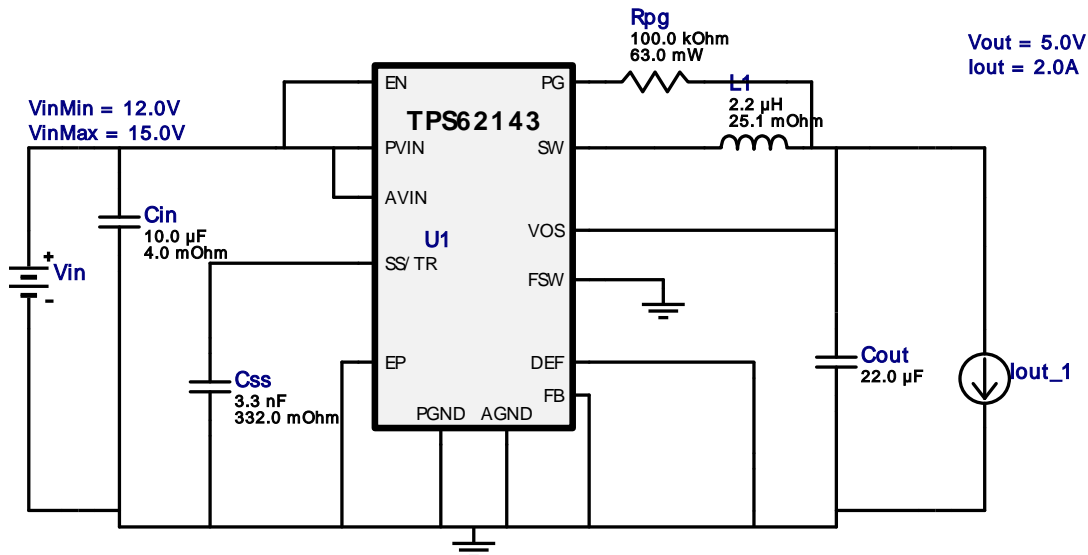 Rpg
100.0 kOhm
63.0 mW
Vout = 5.0V
Iout = 2.0A
VinMin = 12.0V
VinMax = 15.0V
TPS62143
U1
EN
PVIN
AVIN
SS/TR
EP
PGND
AGND
PG
SW
VOS
FSW
DEF
FB
L1
2.2 µH
25.1 mOhm
Cin
10.0 µF
4.0 mOhm
+
Vin
-
Css
3.3 nF
332.0 mOhm
Cout
22.0 µF
Iout_1